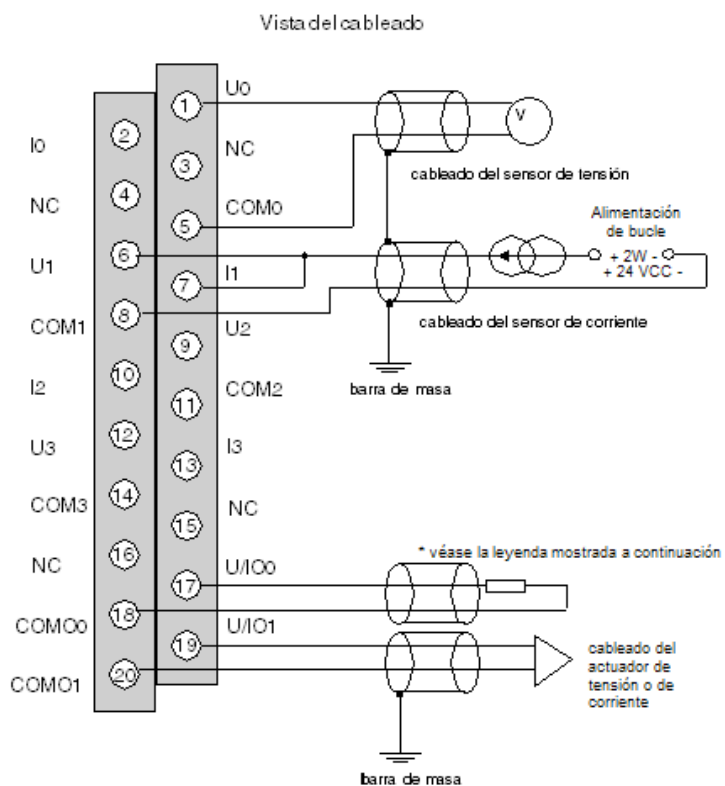 Vista del cableado
U0
1
V
I0
2
NC
3
cableado del sensor de tensión
NC
4
COM0
5
Alimentación
de bucle
U1
6
+ 2W -
+ 24 VCC -
I1
7
COM1
8
U2
9
cableado del sensor de corriente
I2
10
COM2
11
barra de masa
U3
12
I3
13
COM3
14
NC
15
* véase la leyenda mostrada a continuación
NC
16
U/IO0
17
COMO0
18
U/IO1
19
cableado del
actuador de
tensión o de
corriente
COMO1
20
barra de masa